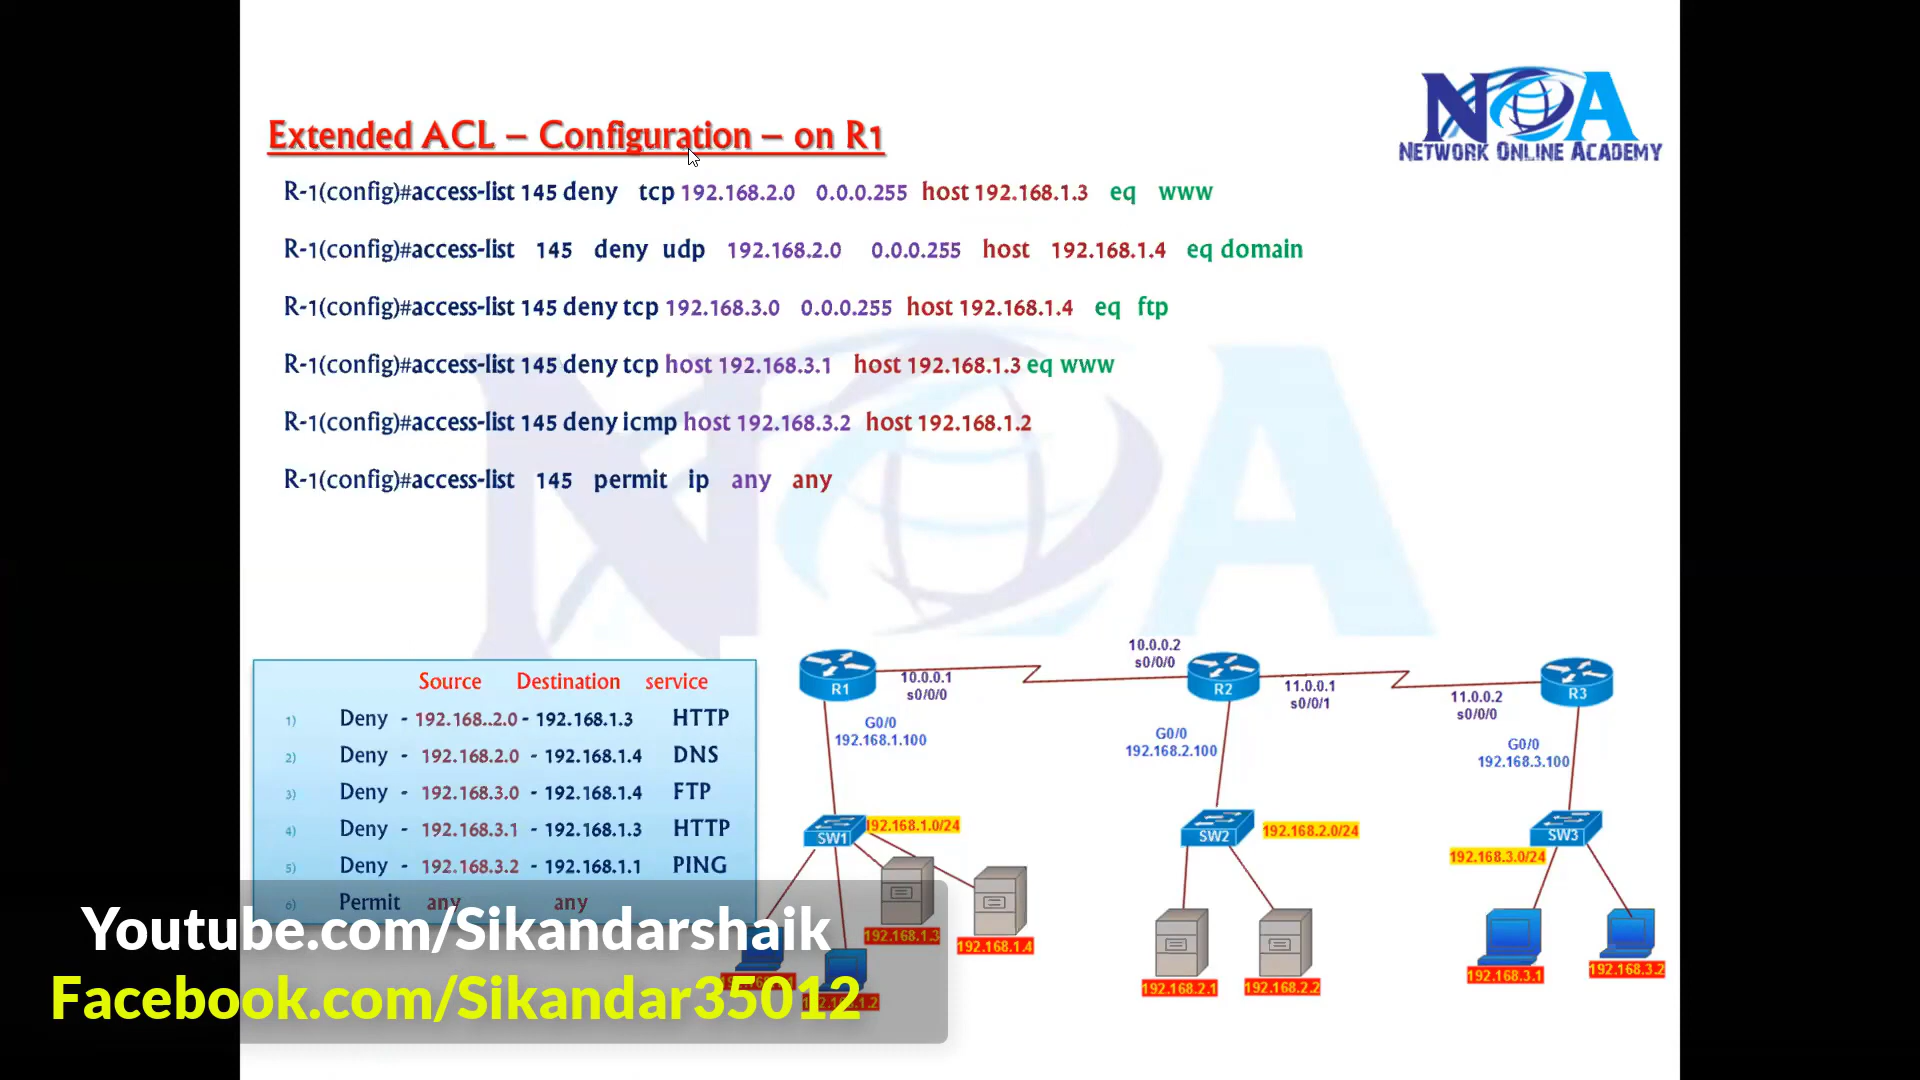 NOA
NETWORK ONLINE ACADEMY
Extended ACL – Configuration – on R1
R-1(config)#access-list 145 deny tcp 192.168.2.0 0.0.0.255 host 192.168.1.3 eq www
R-1(config)#access-list 145 deny udp 192.168.2.0 0.0.0.255 host 192.168.1.4 eq domain
R-1(config)#access-list 145 deny tcp 192.168.3.0 0.0.0.255 host 192.168.1.4 eq ftp
R-1(config)#access-list 145 deny tcp host 192.168.3.1 host 192.168.1.3 eq www
R-1(config)#access-list 145 deny icmp host 192.168.3.2 host 192.168.1.2
R-1(config)#access-list 145 permit ip any any
Source Destination service
1) Deny - 192.168..2.0 - 192.168.1.3 HTTP
2) Deny - 192.168.2.0 - 192.168.1.4 DNS
3) Deny - 192.168.3.0 - 192.168.1.4 FTP
4) Deny - 192.168.3.1 - 192.168.1.3 HTTP
5) Deny - 192.168.3.2 - 192.168.1.1 PING
6) Permit any any
R1
10.0.0.1
s0/0/0
G0/0
192.168.1.100
10.0.0.2
s0/0/0
R2
11.0.0.1
s0/0/1
G0/0
192.168.2.100
11.0.0.2
s0/0/0
R3
G0/0
192.168.3.100
SW1
192.168.1.0/24
SW2
192.168.2.0/24
SW3
192.168.3.0/24
192.168.1.3
192.168.1.4
192.168.2.1
192.168.2.2
192.168.3.1
192.168.3.2
Youtube.com/Sikandarshaik
Facebook.com/Sikandar35012